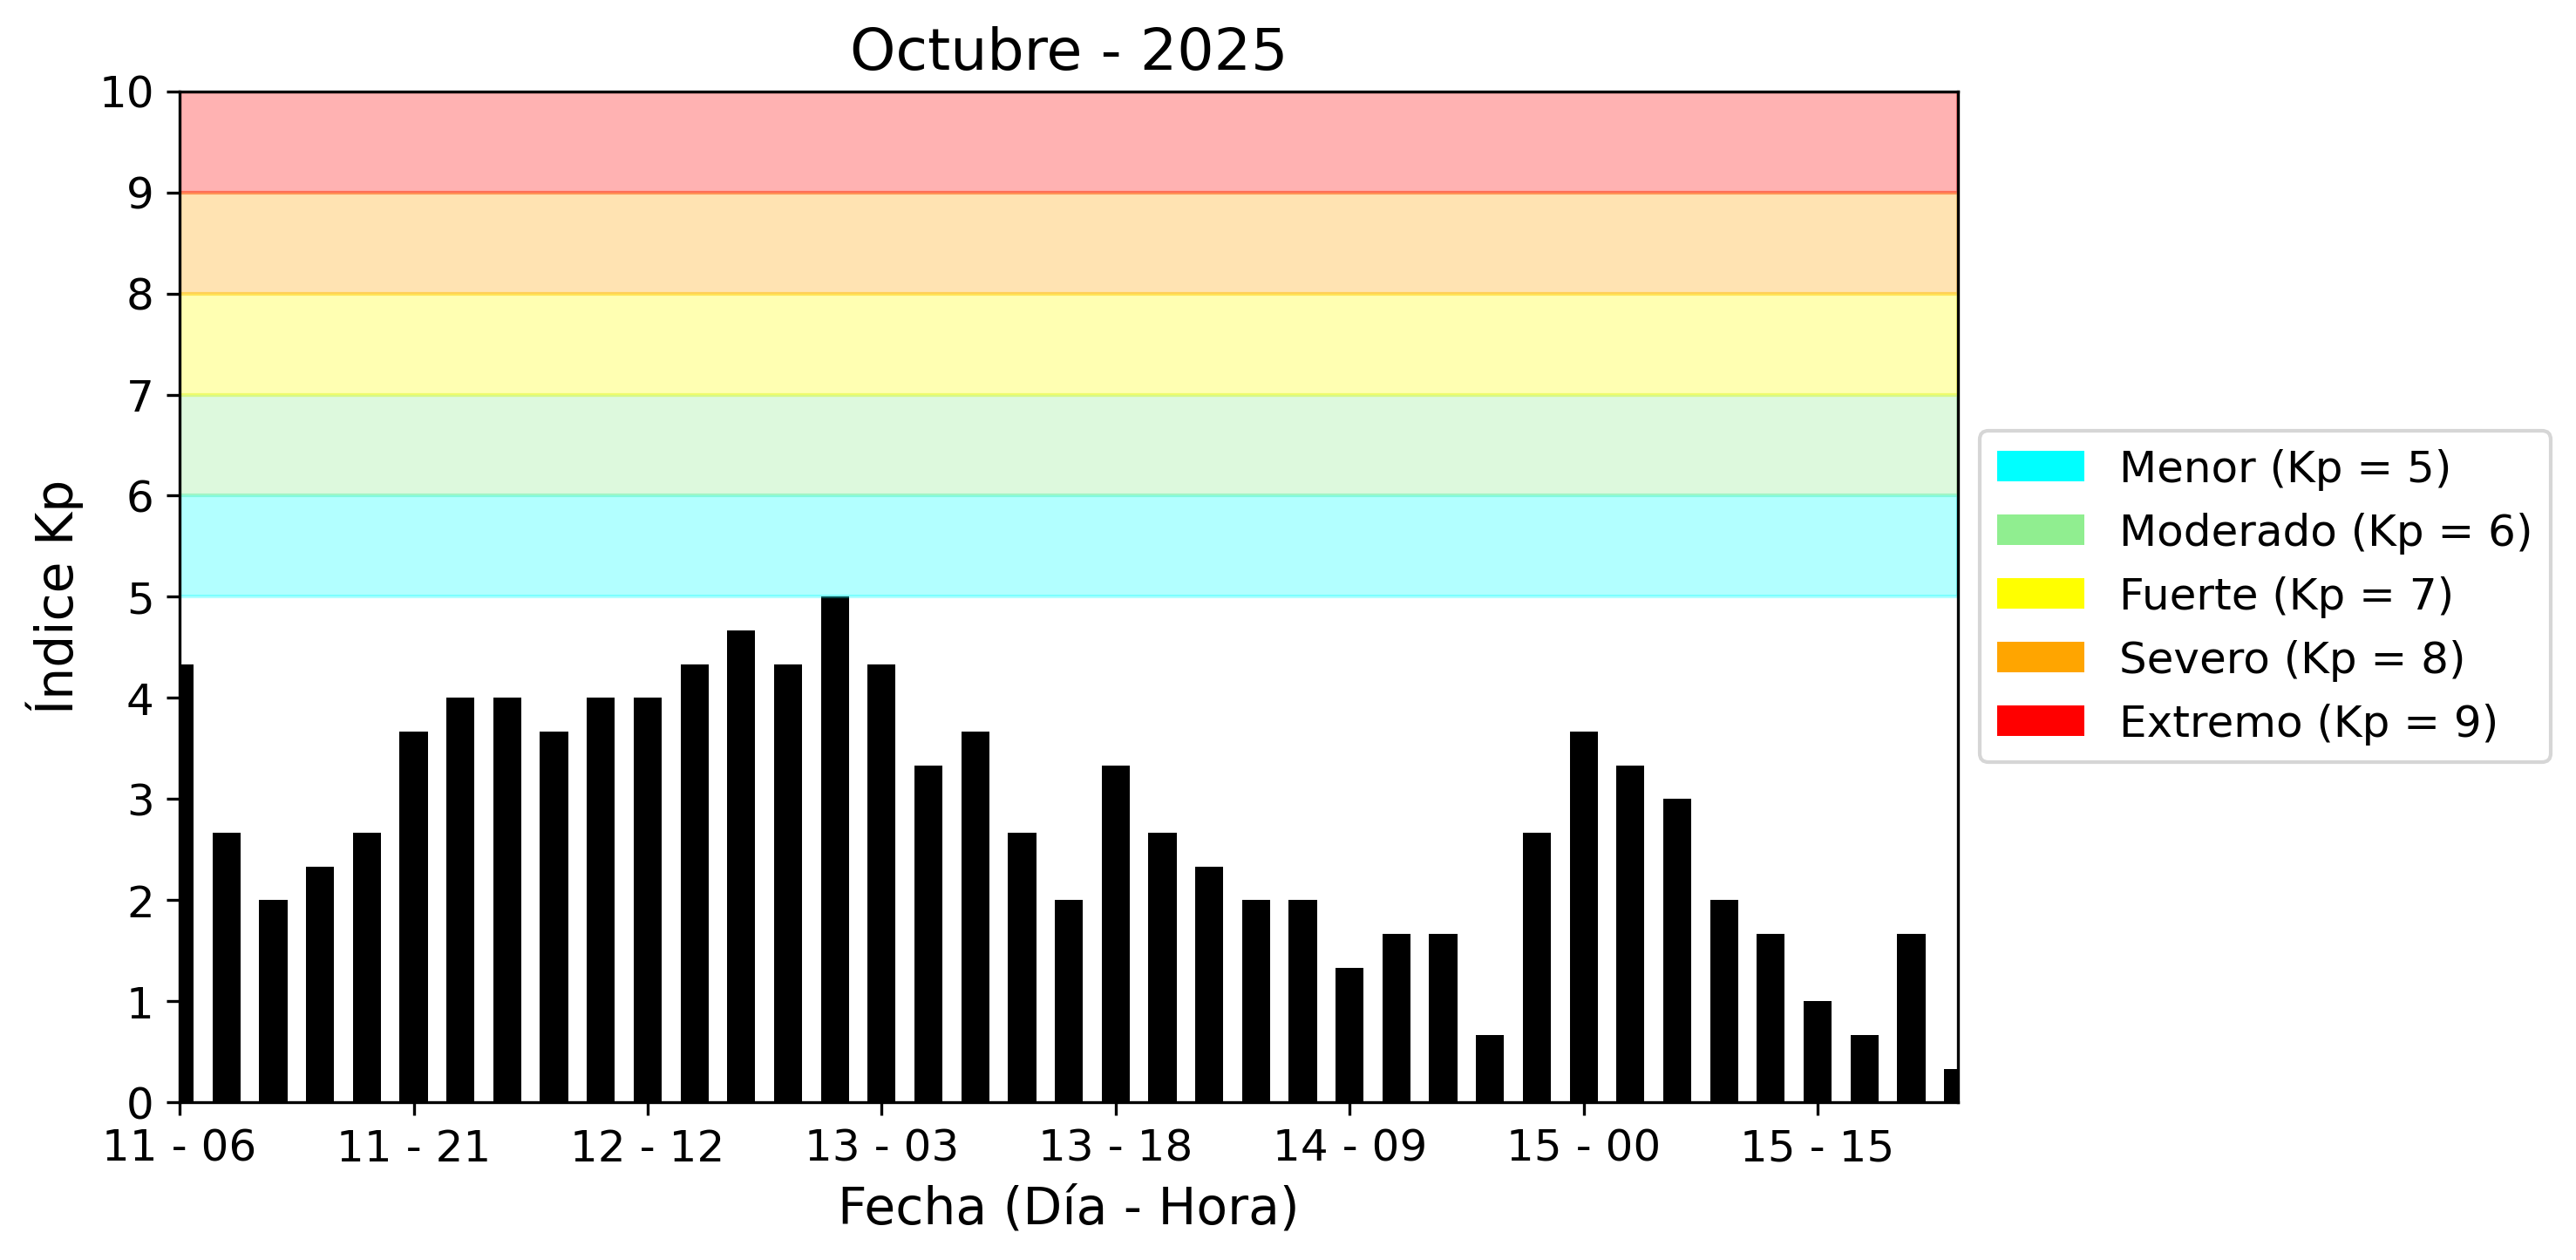 Octubre - 2025
10
9
8
7
6
5
4
3
2
1
0
Índice Kp
11 - 06
11 - 21
12 - 12
13 - 03
13 - 18
14 - 09
15 - 00
15 - 15
Fecha (Día - Hora)
Menor (Kp = 5)
Moderado (Kp = 6)
Fuerte (Kp = 7)
Severo (Kp = 8)
Extremo (Kp = 9)